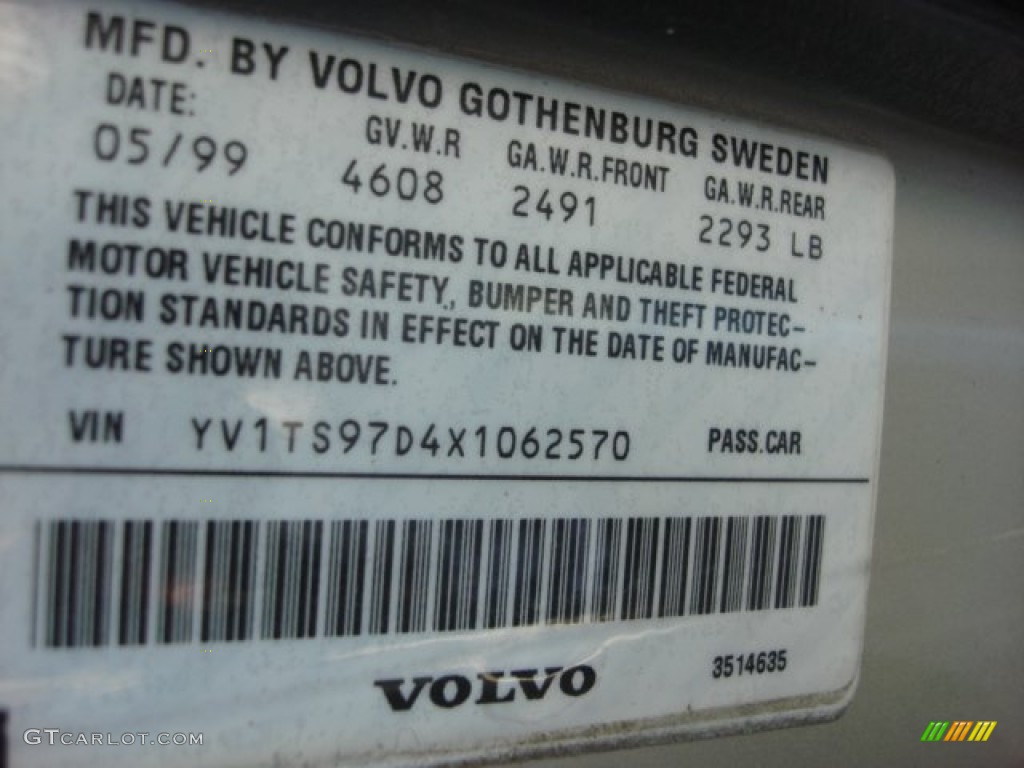 MFD. BY VOLVO GOTHENBURG SWEDEN
DATE: GV.W.R GA.W.R.FRONT GA.W.R.REAR
05/99 4608 2491 2293 LB
THIS VEHICLE CONFORMS TO ALL APPLICABLE FEDERAL
MOTOR VEHICLE SAFETY, BUMPER AND THEFT PROTEC-
TION STANDARDS IN EFFECT ON THE DATE OF MANUFAC-
TURE SHOWN ABOVE.
VIN YV1TS97D4X1062570 PASS.CAR
VOLVO 3514635
GTCARLOT.COM